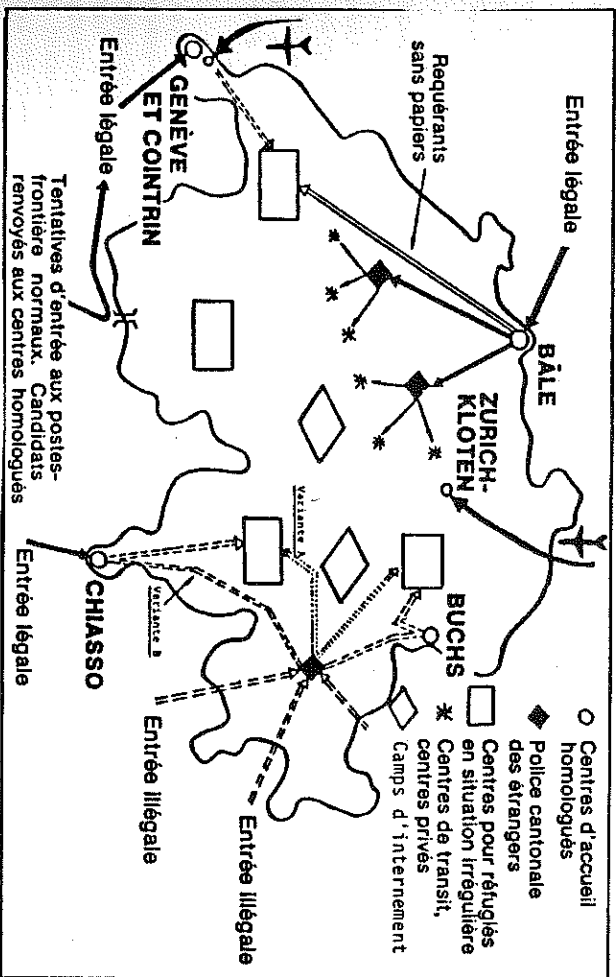 Entrée légale
BÂLE
ZURICH-
KLOTEN
BUCHS
Requérants
sans papiers
GENÈVE
ET COINTRIN
Entrée légale
Tentatives d'entrée aux postes-
frontière normaux. Candidats
renvoyés aux centres homologués
Variante A
Variante B
CHIASSO
Entrée légale
Entrée illégale
Entrée illégale
Centres d'accueil
homologués
Police cantonale
des étrangers
Centres pour réfugiés
en situation irrégulière
Centres de transit,
centres privés
Camps d'internement